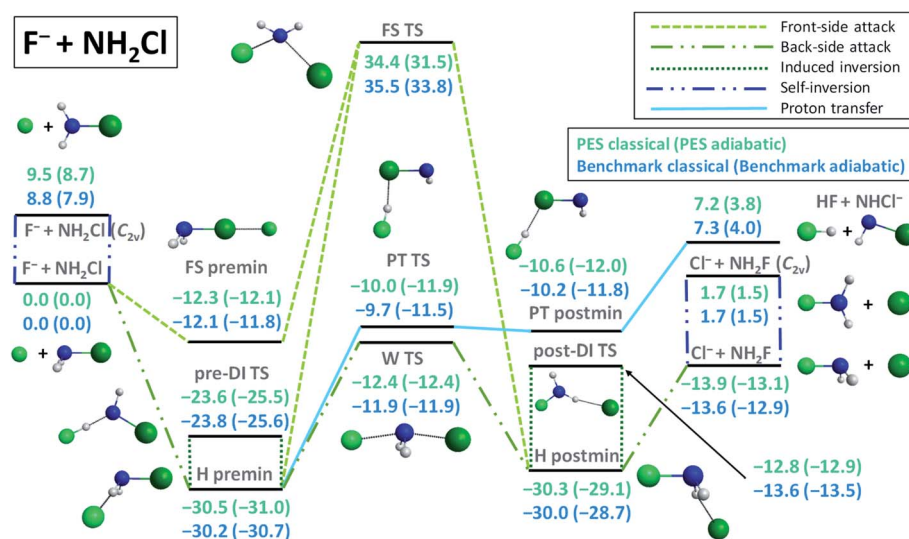 F⁻ + NH₂Cl
FS TS
34.4 (31.5)
35.5 (33.8)
Front-side attack
Back-side attack
Induced inversion
Self-inversion
Proton transfer
PES classical (PES adiabatic)
Benchmark classical (Benchmark adiabatic)
+
9.5 (8.7)
8.8 (7.9)
F⁻ + NH₂Cl (C₂ᵥ)
F⁻ + NH₂Cl
0.0 (0.0)
0.0 (0.0)
+
FS premin
−12.3 (−12.1)
−12.1 (−11.8)
pre-DI TS
−23.6 (−25.5)
−23.8 (−25.6)
H premin
−30.5 (−31.0)
−30.2 (−30.7)
PT TS
−10.0 (−11.9)
−9.7 (−11.5)
W TS
−12.4 (−12.4)
−11.9 (−11.9)
−10.6 (−12.0)
−10.2 (−11.8)
PT postmin
post-DI TS
H postmin
−30.3 (−29.1)
−30.0 (−28.7)
7.2 (3.8)
7.3 (4.0)
HF + NHCl⁻
+
Cl⁻ + NH₂F (C₂ᵥ)
1.7 (1.5)
1.7 (1.5)
+
Cl⁻ + NH₂F
+
−13.9 (−13.1)
−13.6 (−12.9)
−12.8 (−12.9)
−13.6 (−13.5)